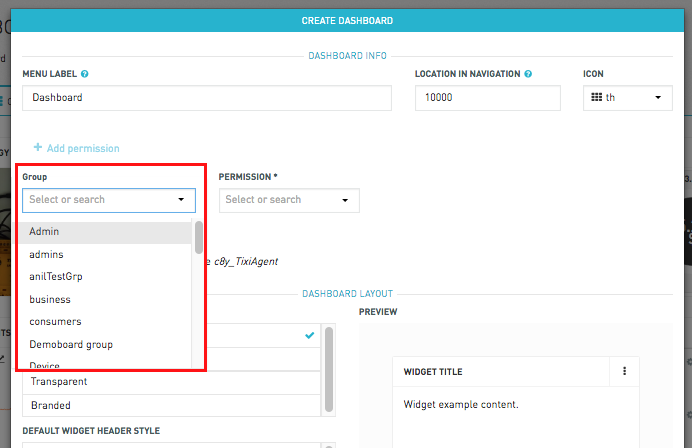 CREATE DASHBOARD
DASHBOARD INFO
MENU LABEL
LOCATION IN NAVIGATION
ICON
Dashboard
10000
th
+ Add permission
Group
PERMISSION *
Select or search
Select or search
Admin
admins
anilTestGrp
c8y_TixiAgent
business
DASHBOARD LAYOUT
consumers
PREVIEW
Demoboard group
Device
WIDGET TITLE
Transparent
Widget example content.
Branded
DEFAULT WIDGET HEADER STYLE